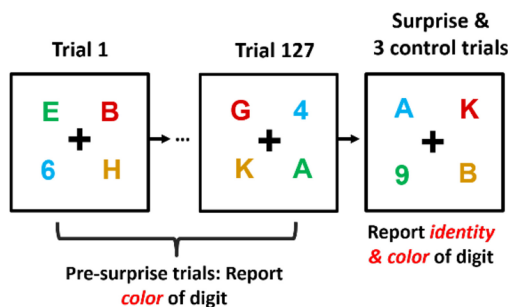 Surprise &
Trial 1
Trial 127
3 control trials
E B
G 4
A K
+
+
+
...
6 H
K A
9 B
Report identity
& color of digit
Pre-surprise trials: Report
color of digit